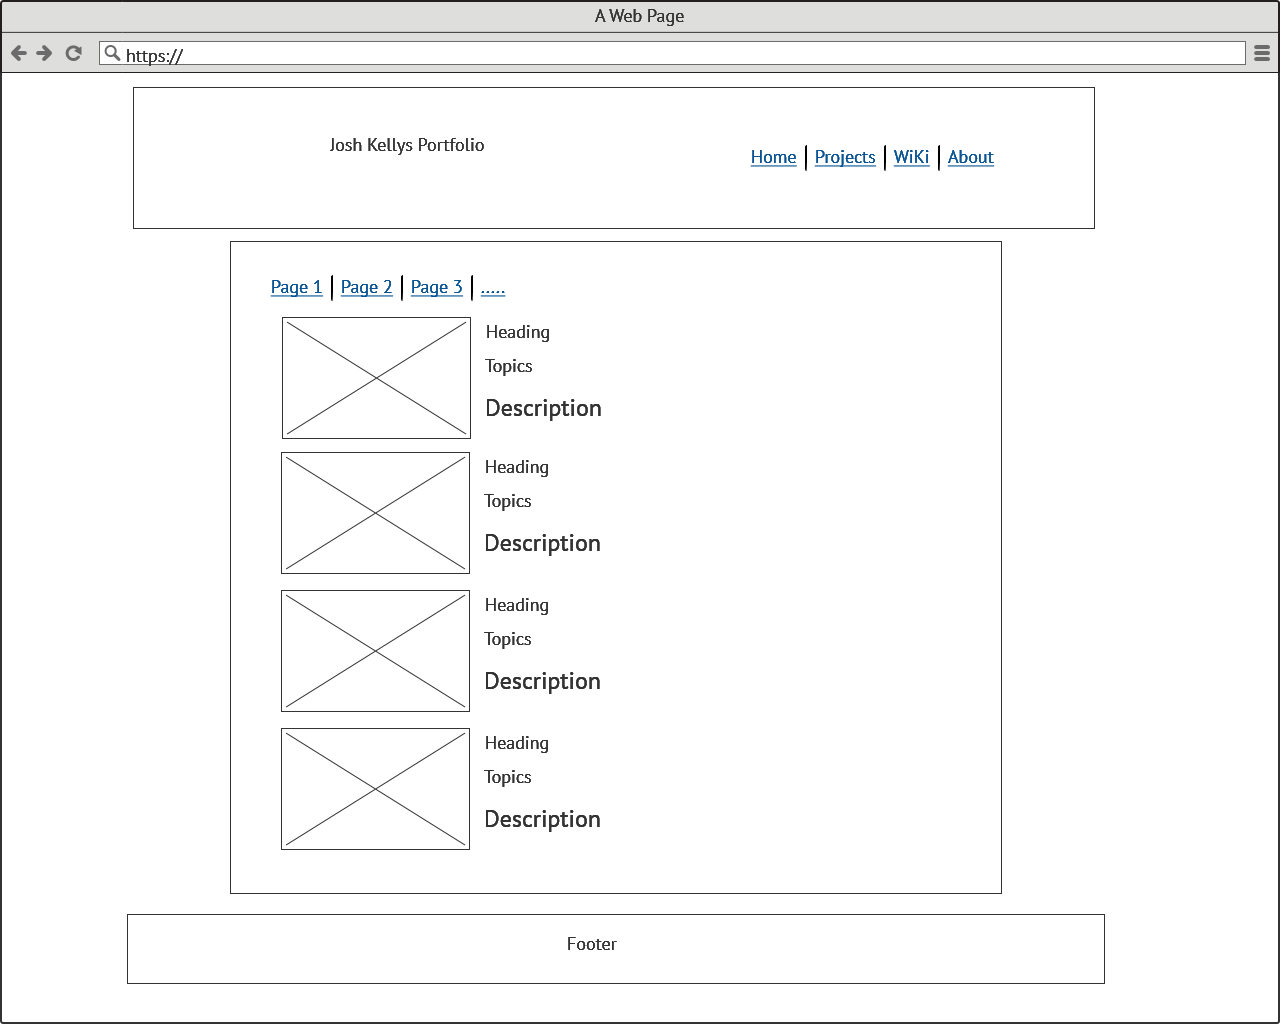 A Web Page
https://
Josh Kellys Portfolio
Home Projects WiKi About
Page 1 Page 2 Page 3 .....
Heading
Topics
Description
Heading
Topics
Description
Heading
Topics
Description
Heading
Topics
Description
Footer